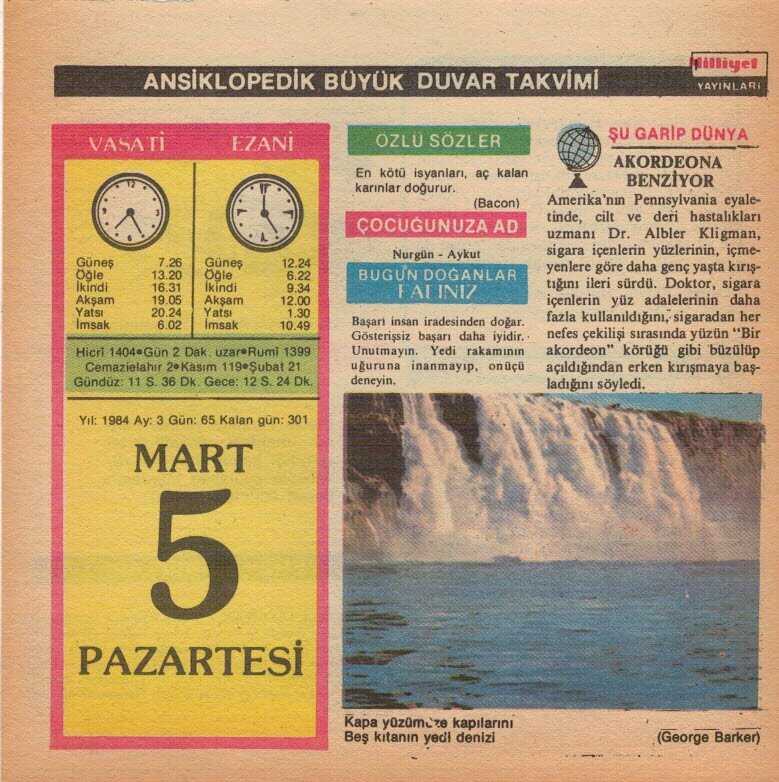 ANSİKLOPEDİK BÜYÜK DUVAR TAKVİMİ
Milliyet
YAYINLARI
VASATİ EZANİ
Güneş 7.26 Güneş 12.24
Öğle 13.20 Öğle 6.22
İkindi 16.31 İkindi 9.34
Akşam 19.05 Akşam 12.00
Yatsı 20.24 Yatsı 1.30
İmsak 6.02 İmsak 10.49
Hicrî 1404•Gün 2 Dak. uzar•Rumî 1399
Cemazielahir 2•Kasım 119•Şubat 21
Gündüz: 11 S. 36 Dk. Gece: 12 S. 24 Dk.
Yıl: 1984 Ay: 3 Gün: 65 Kalan gün: 301
MART
5
PAZARTESİ
ÖZLÜ SÖZLER
En kötü isyanları, aç kalan
karınlar doğurur.
(Bacon)
ÇOCUĞUNUZA AD
Nurgün - Aykut
BUGÜN DOĞANLAR
FALINIZ
Başarı insan iradesinden doğar.
Gösterişsiz başarı daha iyidir.
Unutmayın. Yedi rakamının
uğuruna inanmayıp, onüçü
deneyin.
ŞU GARİP DÜNYA
AKORDEONA
BENZİYOR
Amerika'nın Pennsylvania eyale-
tinde, cilt ve deri hastalıkları
uzmanı Dr. Albler Kligman,
sigara içenlerin yüzlerinin, içme-
yenlere göre daha genç yaşta kırış-
tığını ileri sürdü. Doktor, sigara
içenlerin yüz adalelerinin daha
fazla kullanıldığını, sigaradan her
nefes çekilişi sırasında yüzün "Bir
akordeon" körüğü gibi büzülüp
açıldığından erken kırışmaya baş-
ladığını söyledi.
Kapa yüzümüze kapılarını
Beş kıtanın yedi denizi
(George Barker)